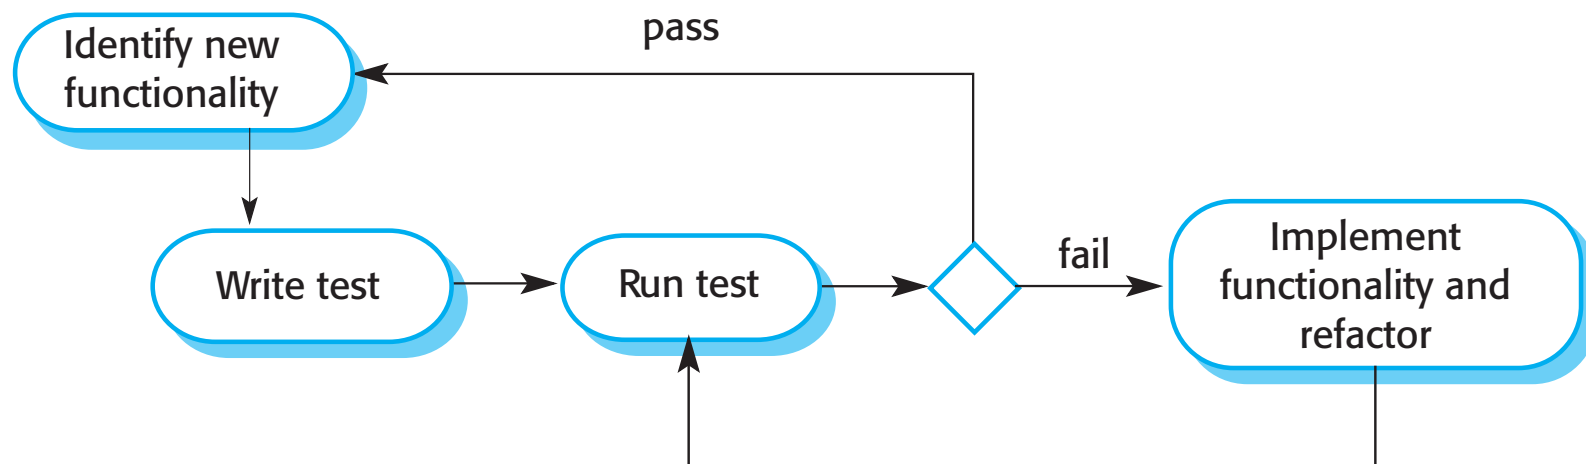 Identify new
functionality
pass
Write test
Run test
fail
Implement
functionality and
refactor